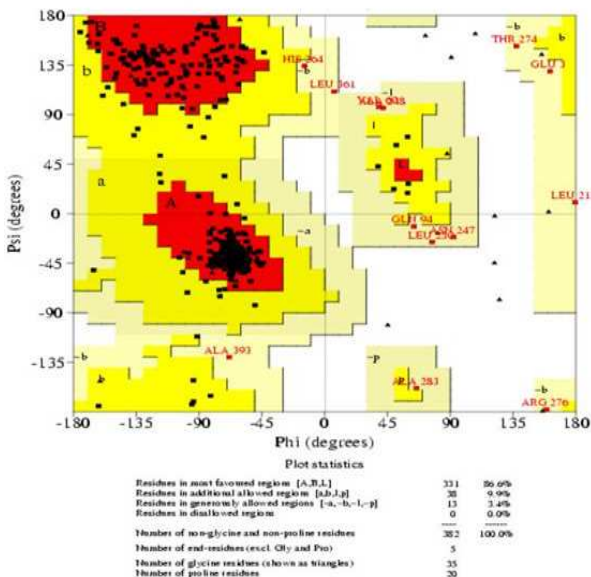 180
B
b
~b
THR 274
b
135
HIS 264
~b
GLU 3
b
LEU 361
~l
90
l
45
a
L
A
LEU 21
0
GLU 94
247
~a
LEU
-45
-90
-135
~b
ALA 393
~p
b
ALA 283
~b
ARG 276
-180 -135 -90 -45 0 45 90 135 180
Psi (degrees)
Phi (degrees)
Plot statistics
Residues in most favoured regions [A,B,L] 331 86.6%
Residues in additional allowed regions [a,b,l,p] 38 9.9%
Residues in generously allowed regions [~a,~b,~l,~p] 13 3.4%
Residues in disallowed regions 0 0.0%
---- ------
Number of non-glycine and non-proline residues 382 100.0%
Number of end-residues (excl. Gly and Pro) 5
Number of glycine residues (shown as triangles) 35
Number of proline residues 20